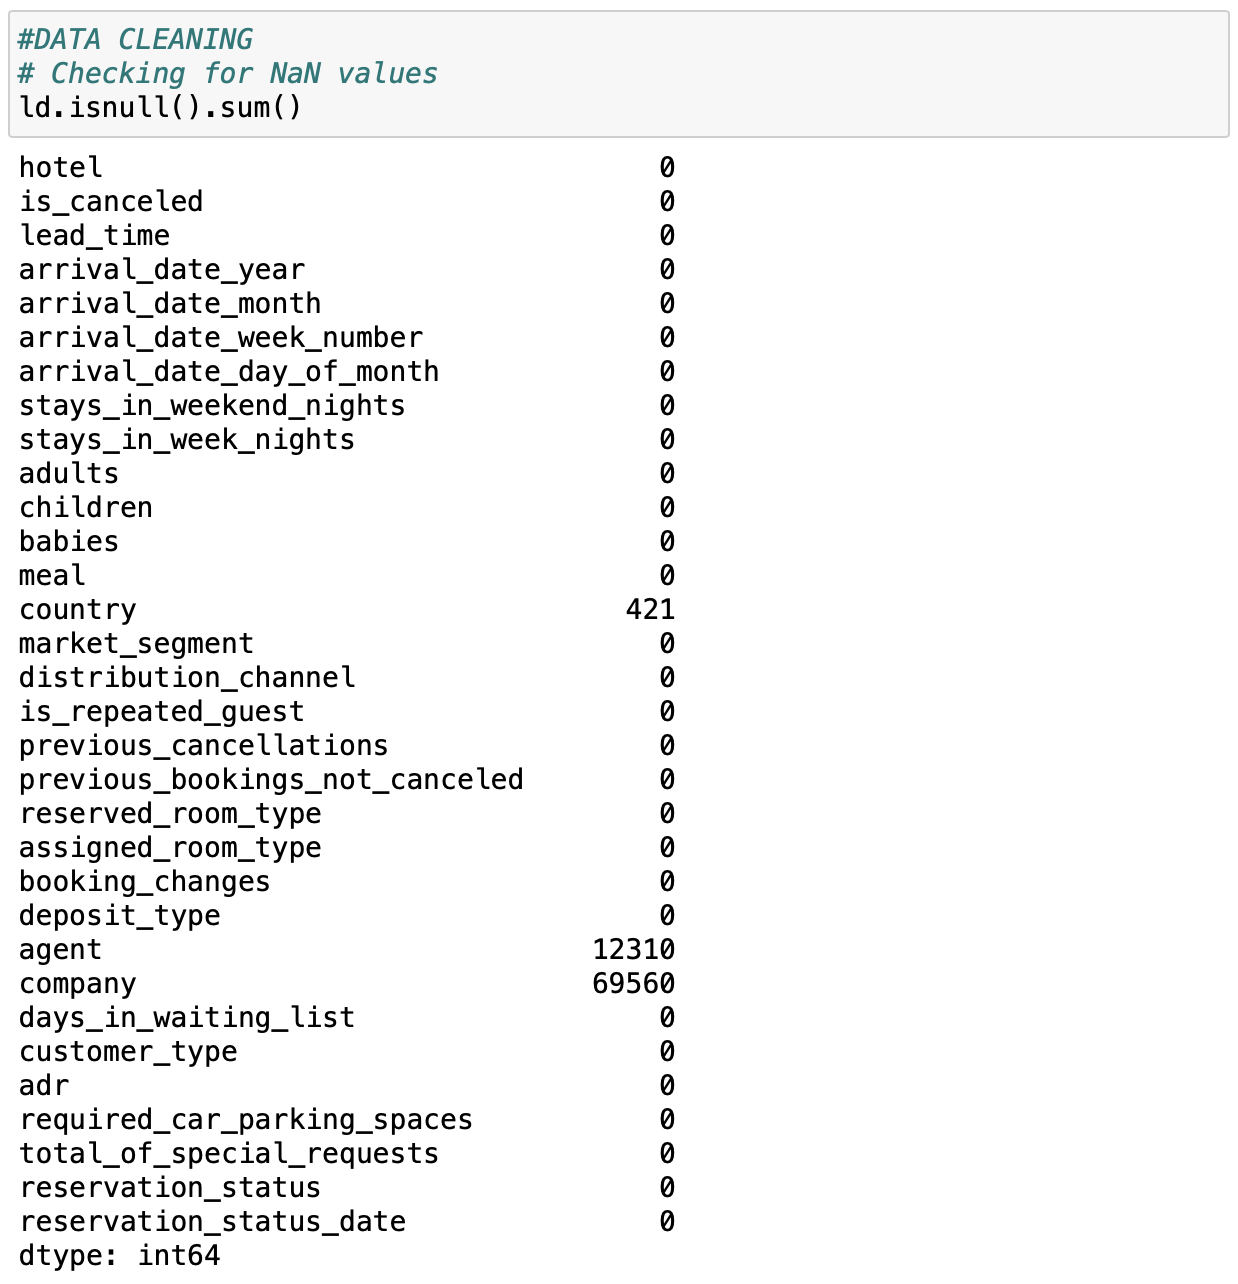 #DATA CLEANING
# Checking for NaN values
ld.isnull().sum()
hotel 0
is_canceled 0
lead_time 0
arrival_date_year 0
arrival_date_month 0
arrival_date_week_number 0
arrival_date_day_of_month 0
stays_in_weekend_nights 0
stays_in_week_nights 0
adults 0
children 0
babies 0
meal 0
country 421
market_segment 0
distribution_channel 0
is_repeated_guest 0
previous_cancellations 0
previous_bookings_not_canceled 0
reserved_room_type 0
assigned_room_type 0
booking_changes 0
deposit_type 0
agent 12310
company 69560
days_in_waiting_list 0
customer_type 0
adr 0
required_car_parking_spaces 0
total_of_special_requests 0
reservation_status 0
reservation_status_date 0
dtype: int64